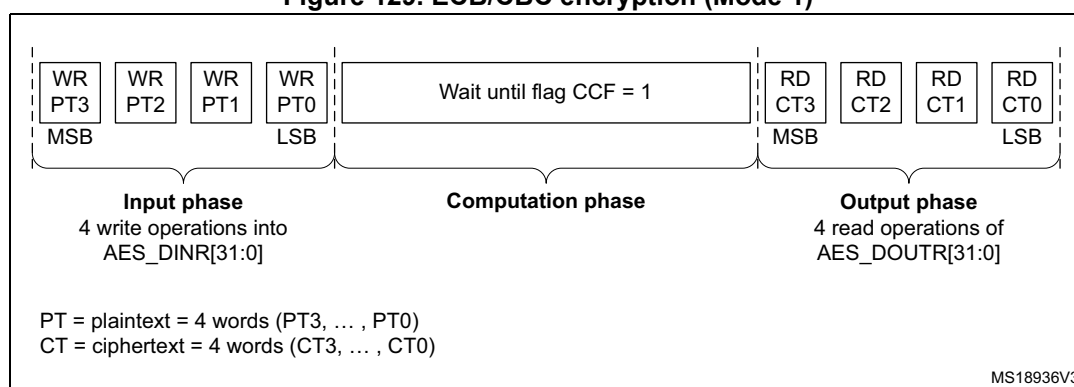 Figure 129. ECB/CBC encryption (Mode 1)
WR WR WR WR RD RD RD RD
PT3 PT2 PT1 PT0 Wait until flag CCF = 1 CT3 CT2 CT1 CT0
MSB LSB MSB LSB
Input phase Computation phase Output phase
4 write operations into 4 read operations of
AES_DINR[31:0] AES_DOUTR[31:0]
PT = plaintext = 4 words (PT3, … , PT0)
CT = ciphertext = 4 words (CT3, … , CT0)
MS18936V3